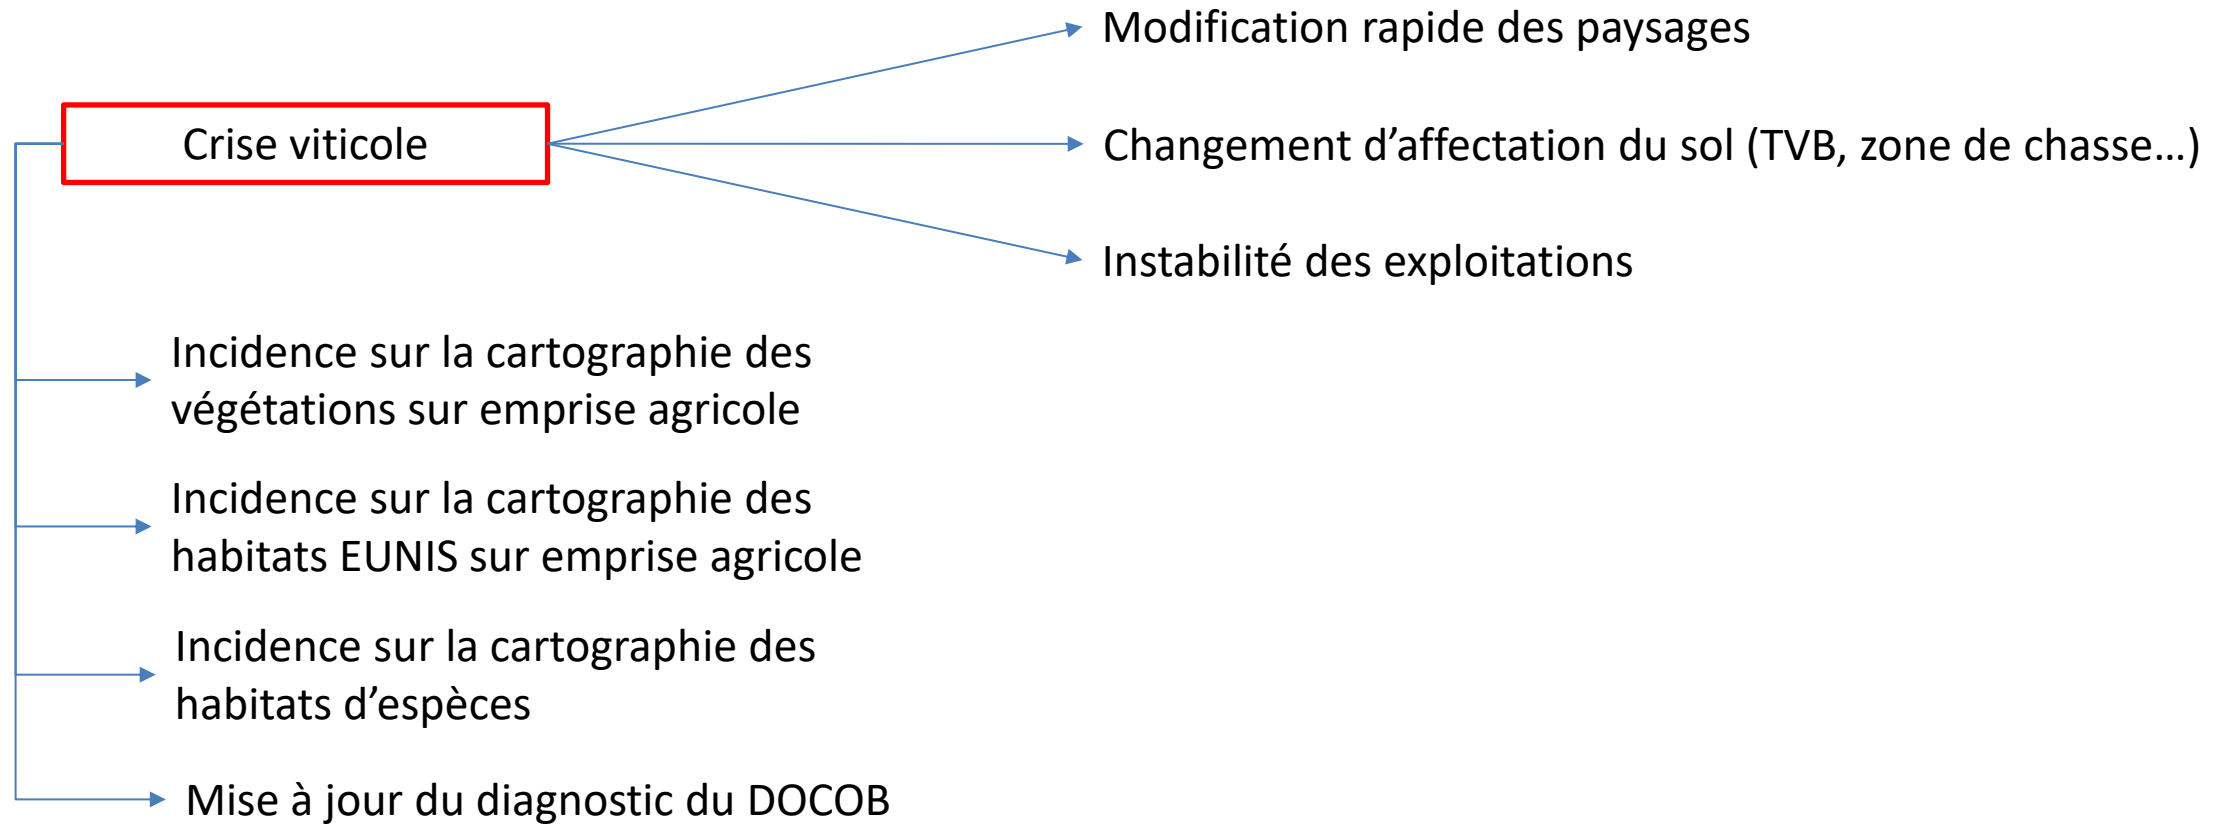 Modification rapide des paysages
Crise viticole
Changement d’affectation du sol (TVB, zone de chasse…)
Instabilité des exploitations
Incidence sur la cartographie des
végétations sur emprise agricole
Incidence sur la cartographie des
habitats EUNIS sur emprise agricole
Incidence sur la cartographie des
habitats d’espèces
Mise à jour du diagnostic du DOCOB